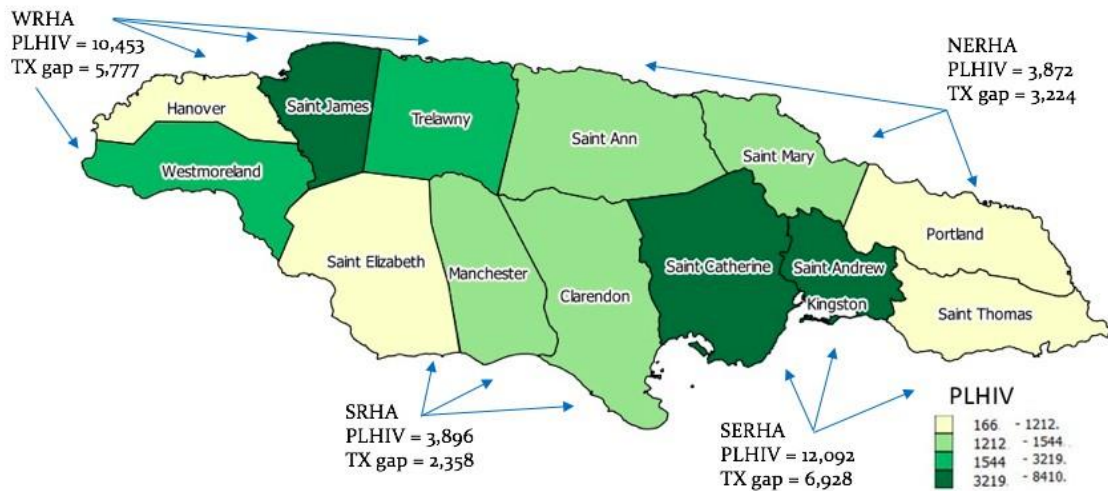 WRHA
PLHIV = 10,453
TX gap = 5,777
NERHA
PLHIV = 3,872
TX gap = 3,224
Hanover
Saint James
Trelawny
Saint Ann
Saint Mary
Westmoreland
Portland
Saint Elizabeth
Manchester
Clarendon
Saint Catherine
Saint Andrew
Kingston
Saint Thomas
SRHA
PLHIV = 3,896
TX gap = 2,358
SERHA
PLHIV = 12,092
TX gap = 6,928
PLHIV
166. - 1212.
1212. - 1544.
1544 - 3219.
3219. - 8410.